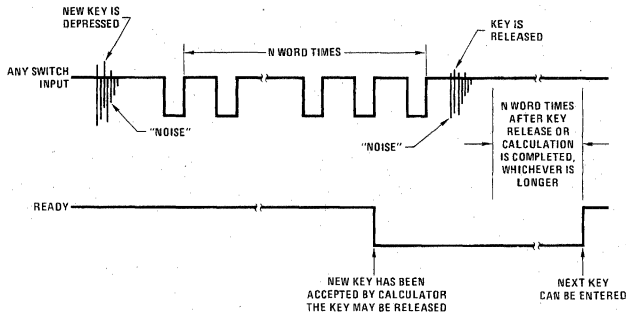 NEW KEY IS
DEPRESSED
KEY IS
RELEASED
N WORD TIMES
ANY SWITCH
INPUT
"NOISE"
"NOISE"
N WORD TIMES
AFTER KEY
RELEASE OR
CALCULATION
IS COMPLETED,
WHICHEVER IS
LONGER
READY
NEW KEY HAS BEEN
ACCEPTED BY CALCULATOR
THE KEY MAY BE RELEASED
NEXT KEY
CAN BE ENTERED